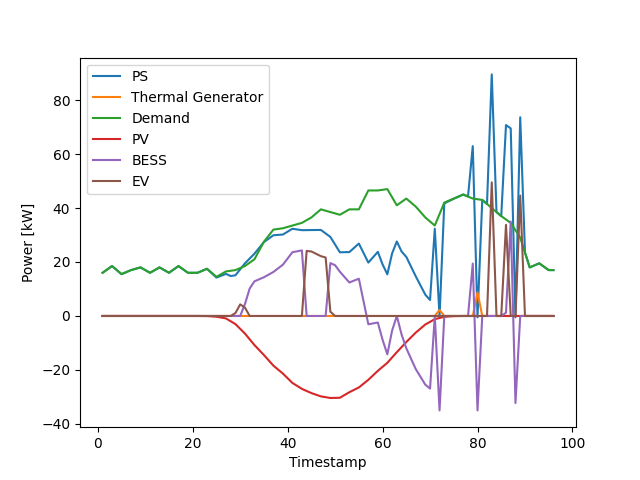 PS
Thermal Generator
Demand
PV
BESS
EV
Power [kW]
80
60
40
20
0
−20
−40
0
20
40
60
80
100
Timestamp